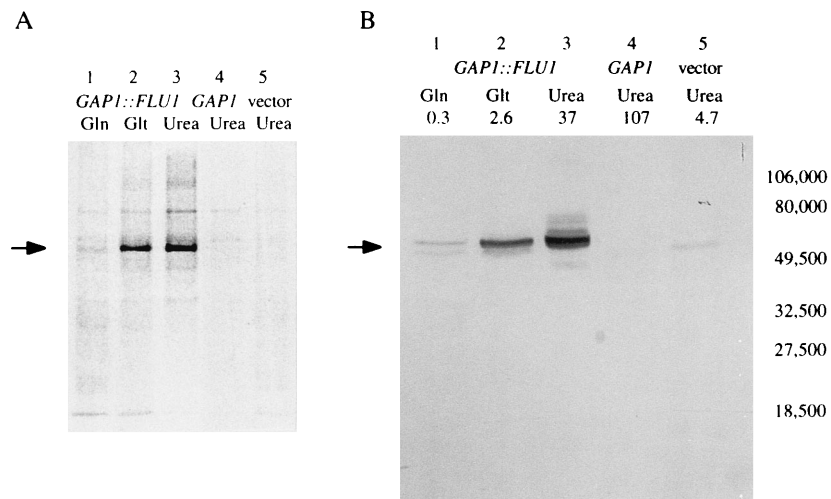 A
1 2 3 4 5
GAP1::FLU1 GAP1 vector
Gln Glt Urea Urea Urea
B
1 2 3 4 5
GAP1::FLU1 GAP1 vector
Gln Glt Urea Urea Urea
0.3 2.6 37 107 4.7
106,000
80,000
49,500
32,500
27,500
18,500